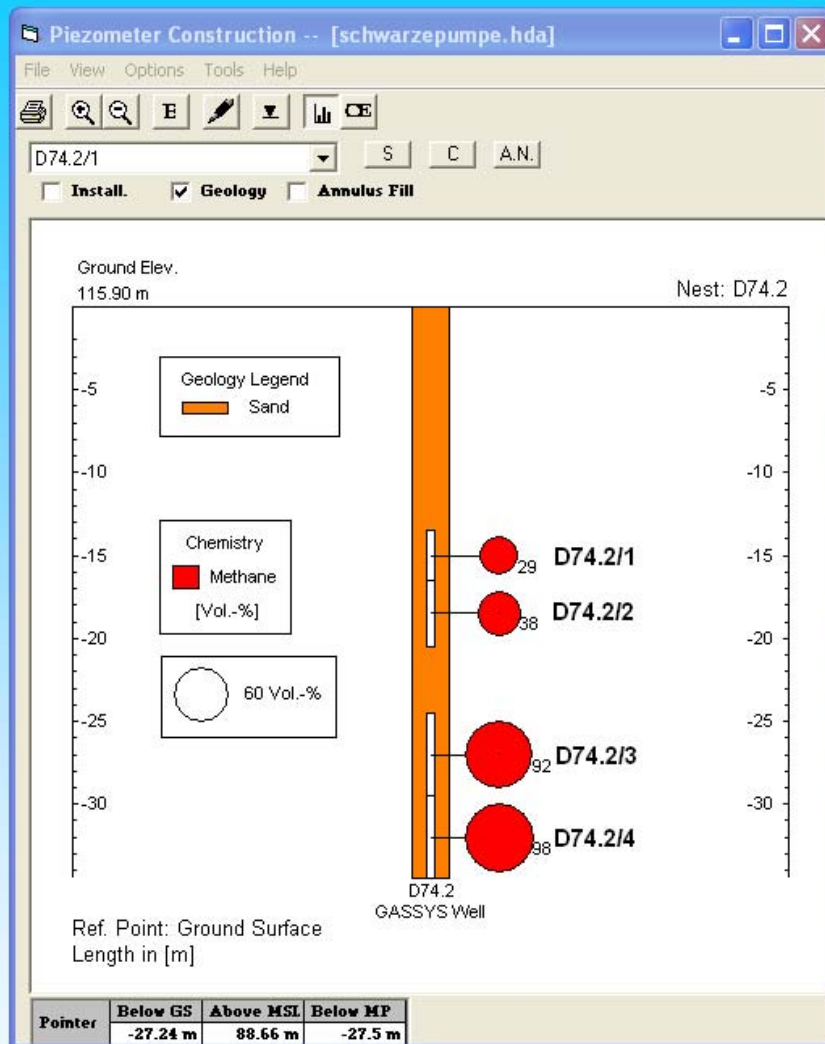 Piezometer Construction -- [schwarzepumpe.hda]
File View Options Tools Help
E CE
D74.2/1 S C A.N.
Install. Geology Annulus Fill
Ground Elev.
115.90 m
Nest: D74.2
Geology Legend
Sand
-5 -5
-10 -10
Chemistry
Methane
[Vol.-%]
-15 29 D74.2/1 -15
38 D74.2/2
-20 -20
60 Vol.-%
-25 -25
92 D74.2/3
-30 -30
98 D74.2/4
D74.2
GASSYS Well
Ref. Point: Ground Surface
Length in [m]
Pointer Below GS Above MSL Below MP
-27.24 m 88.66 m -27.5 m